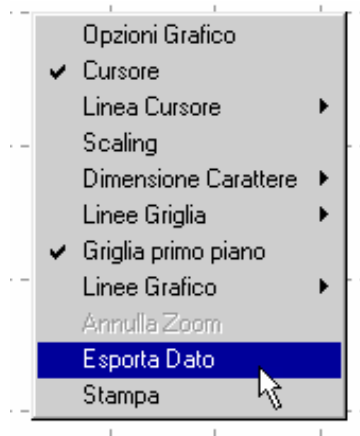 Opzioni Grafico
Cursore
Linea Cursore
Scaling
Dimensione Carattere
Linee Griglia
Griglia primo piano
Linee Grafico
Annulla Zoom
Esporta Dato
Stampa